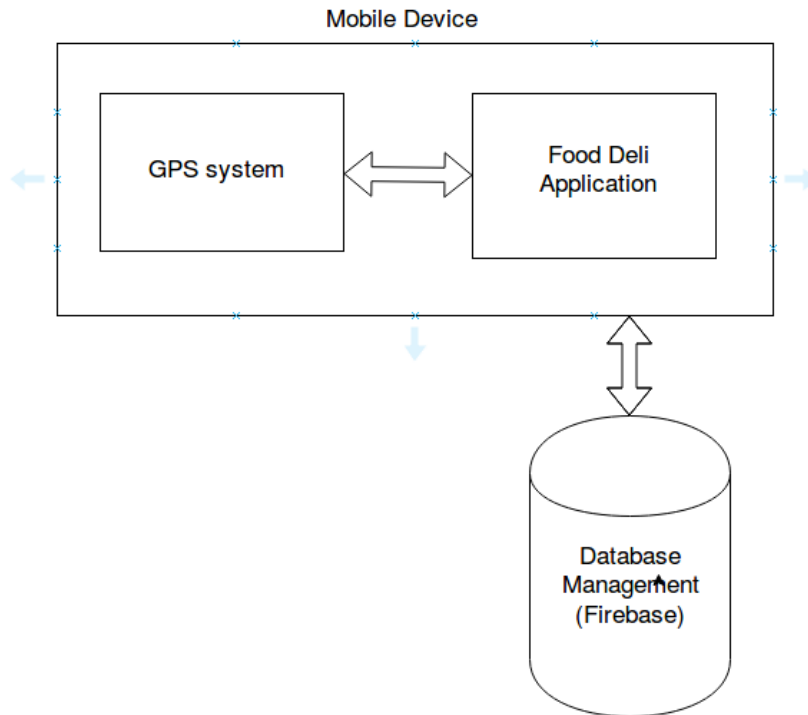 Mobile Device
GPS system
Food Deli
Application
Database
Management
(Firebase)